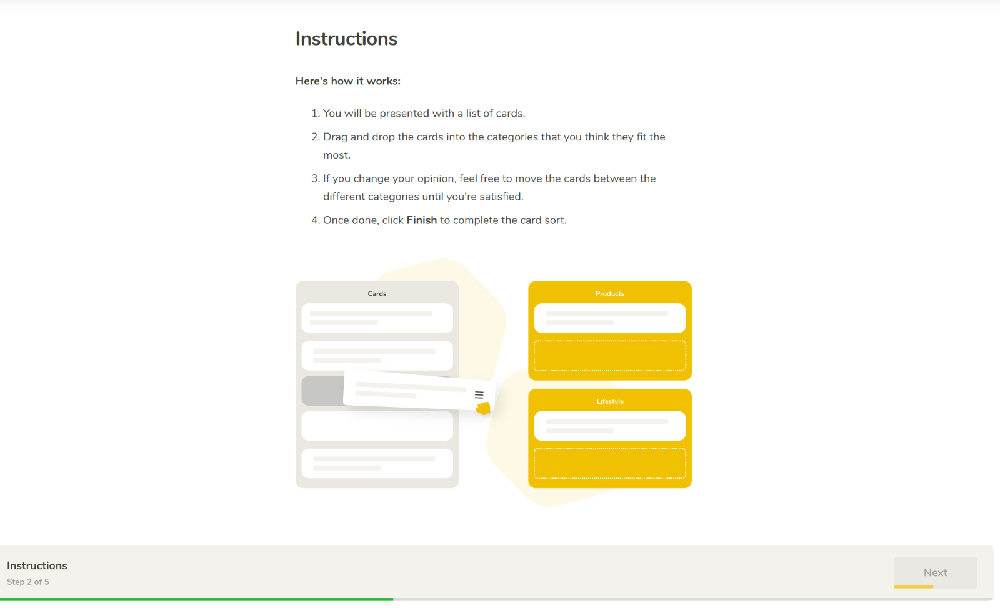 Instructions
Here's how it works:
1. You will be presented with a list of cards.
2. Drag and drop the cards into the categories that you think they fit the
most.
3. If you change your opinion, feel free to move the cards between the
different categories until you're satisfied.
4. Once done, click Finish to complete the card sort.
Cards
Products
Lifestyle
Instructions
Step 2 of 5
Next